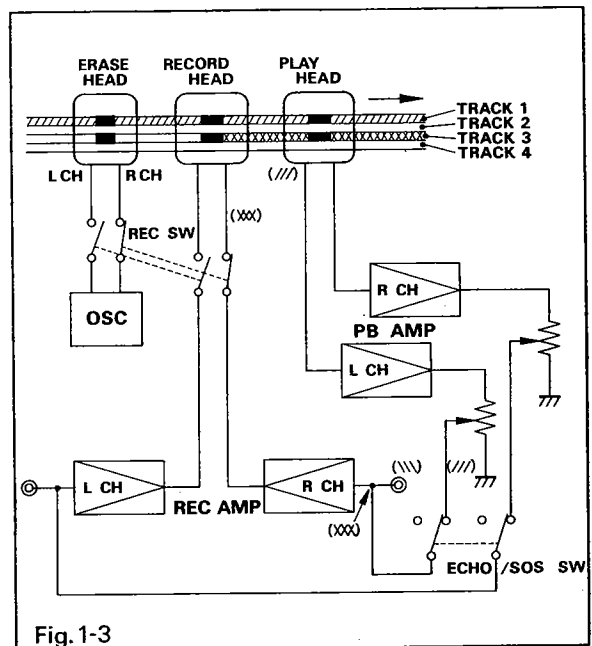 ERASE HEAD
RECORD HEAD
PLAY HEAD
TRACK 1
TRACK 2
TRACK 3
TRACK 4
L CH
R CH
(///)
(XXX)
REC SW
OSC
R CH
PB AMP
L CH
L CH
REC AMP
R CH
(\\\)
(///)
(XXX)
ECHO/SOS SW
Fig.1-3